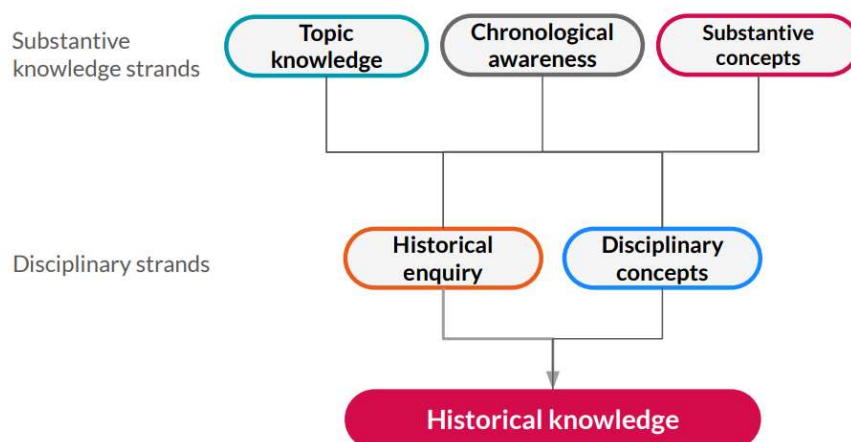 Substantive
knowledge strands
Topic
knowledge
Chronological
awareness
Substantive
concepts
Disciplinary strands
Historical
enquiry
Disciplinary
concepts
Historical knowledge